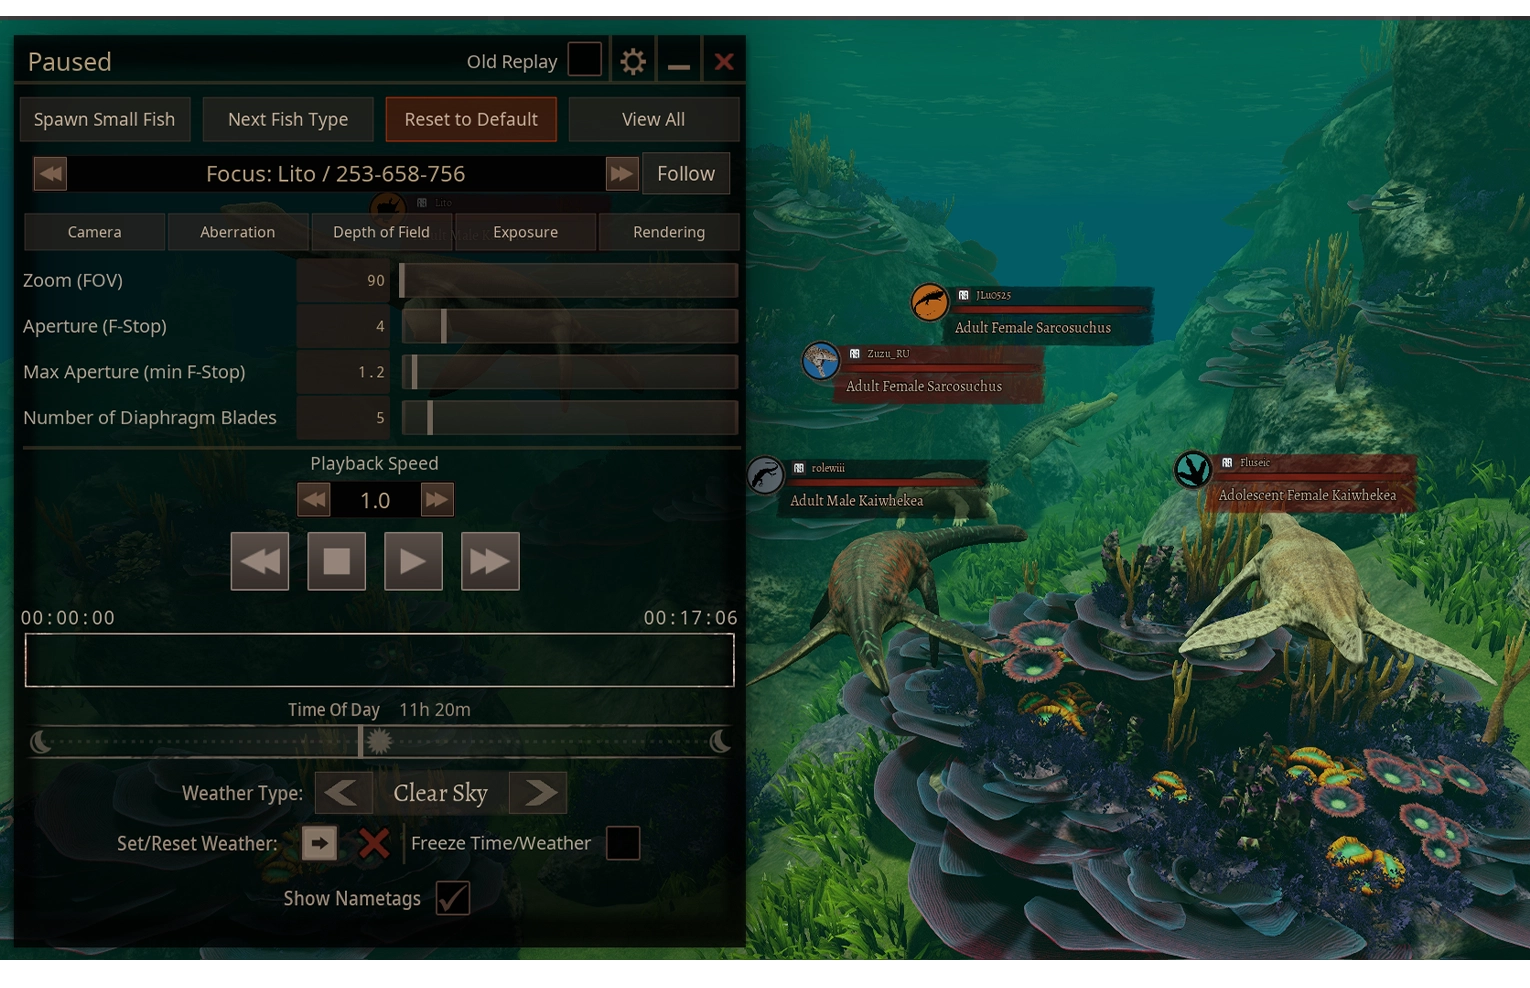 Paused
Old Replay
Spawn Small Fish
Next Fish Type
Reset to Default
View All
Focus: Lito / 253-658-756
Follow
Lito
Camera
Aberration
Depth of Field
Exposure
Rendering
Zoom (FOV) 90
Aperture (F-Stop) 4
Max Aperture (min F-Stop) 1.2
Number of Diaphragm Blades 5
Playback Speed
1.0
00:00:00
00:17:06
Time Of Day 11h 20m
Weather Type: Clear Sky
Set/Reset Weather:
Freeze Time/Weather
Show Nametags
JLu0525
Adult Female Sarcosuchus
Zuzu_RU
Adult Female Sarcosuchus
rolewiii
Adult Male Kaiwhekea
Fluseic
Adolescent Female Kaiwhekea